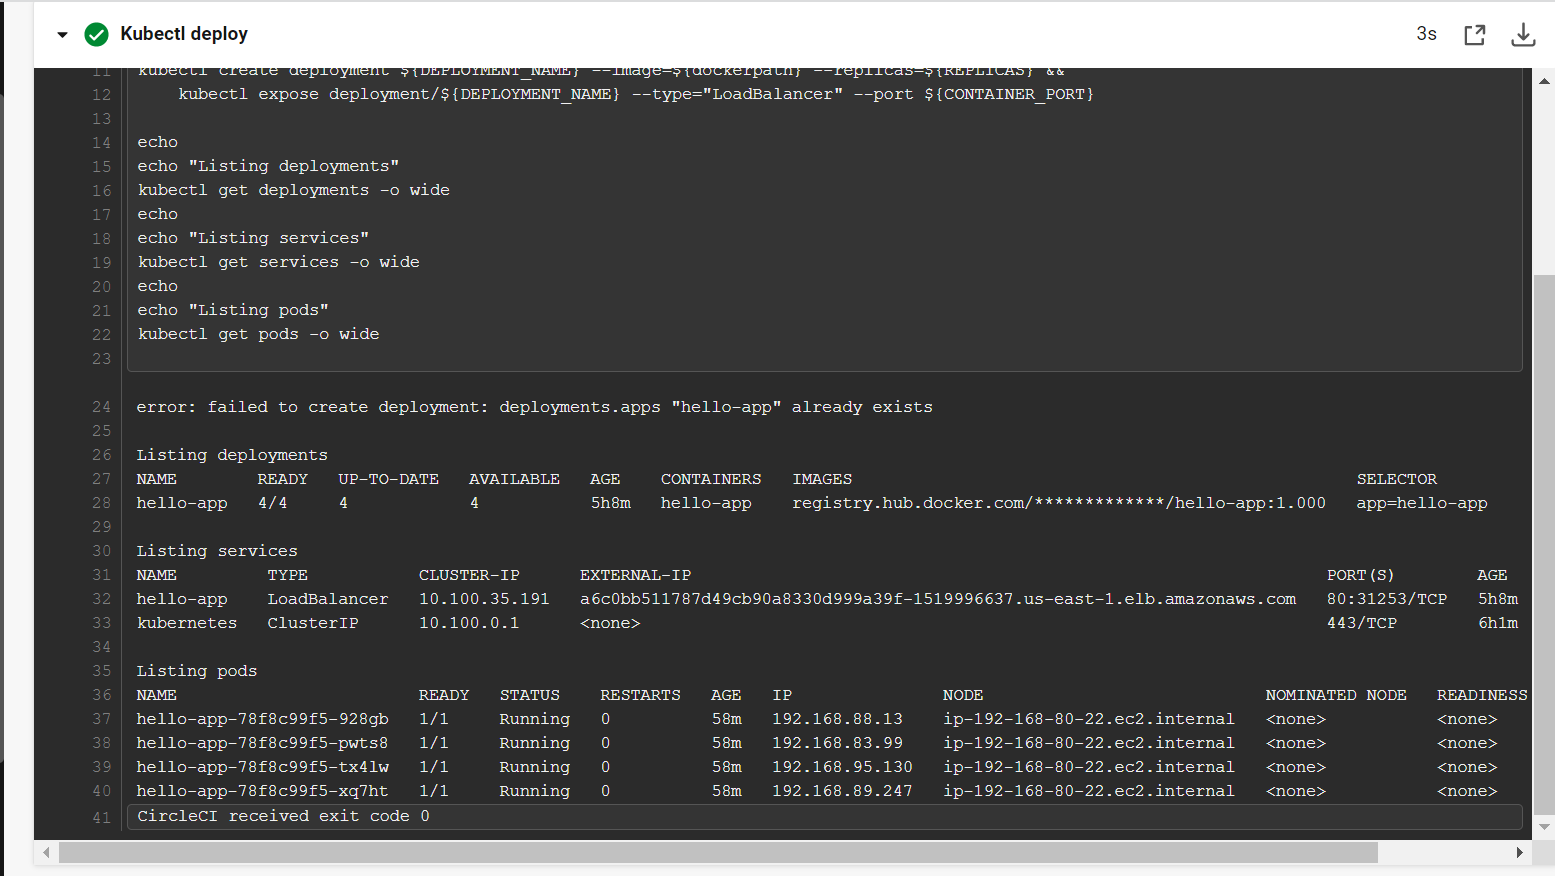 Kubectl deploy
3s
11 kubectl create deployment ${DEPLOYMENT_NAME} --image=${dockerpath} --replicas=${REPLICAS} &&
12 kubectl expose deployment/${DEPLOYMENT_NAME} --type="LoadBalancer" --port ${CONTAINER_PORT}
13
14 echo
15 echo "Listing deployments"
16 kubectl get deployments -o wide
17 echo
18 echo "Listing services"
19 kubectl get services -o wide
20 echo
21 echo "Listing pods"
22 kubectl get pods -o wide
23
24 error: failed to create deployment: deployments.apps "hello-app" already exists
25
26 Listing deployments
27 NAME READY UP-TO-DATE AVAILABLE AGE CONTAINERS IMAGES SELECTOR
28 hello-app 4/4 4 4 5h8m hello-app registry.hub.docker.com/*************/hello-app:1.000 app=hello-app
29
30 Listing services
31 NAME TYPE CLUSTER-IP EXTERNAL-IP PORT(S) AGE
32 hello-app LoadBalancer 10.100.35.191 a6c0bb511787d49cb90a8330d999a39f-1519996637.us-east-1.elb.amazonaws.com 80:31253/TCP 5h8m
33 kubernetes ClusterIP 10.100.0.1 <none> 443/TCP 6h1m
34
35 Listing pods
36 NAME READY STATUS RESTARTS AGE IP NODE NOMINATED NODE READINESS
37 hello-app-78f8c99f5-928gb 1/1 Running 0 58m 192.168.88.13 ip-192-168-80-22.ec2.internal <none> <none>
38 hello-app-78f8c99f5-pwts8 1/1 Running 0 58m 192.168.83.99 ip-192-168-80-22.ec2.internal <none> <none>
39 hello-app-78f8c99f5-tx4lw 1/1 Running 0 58m 192.168.95.130 ip-192-168-80-22.ec2.internal <none> <none>
40 hello-app-78f8c99f5-xq7ht 1/1 Running 0 58m 192.168.89.247 ip-192-168-80-22.ec2.internal <none> <none>
41 CircleCI received exit code 0